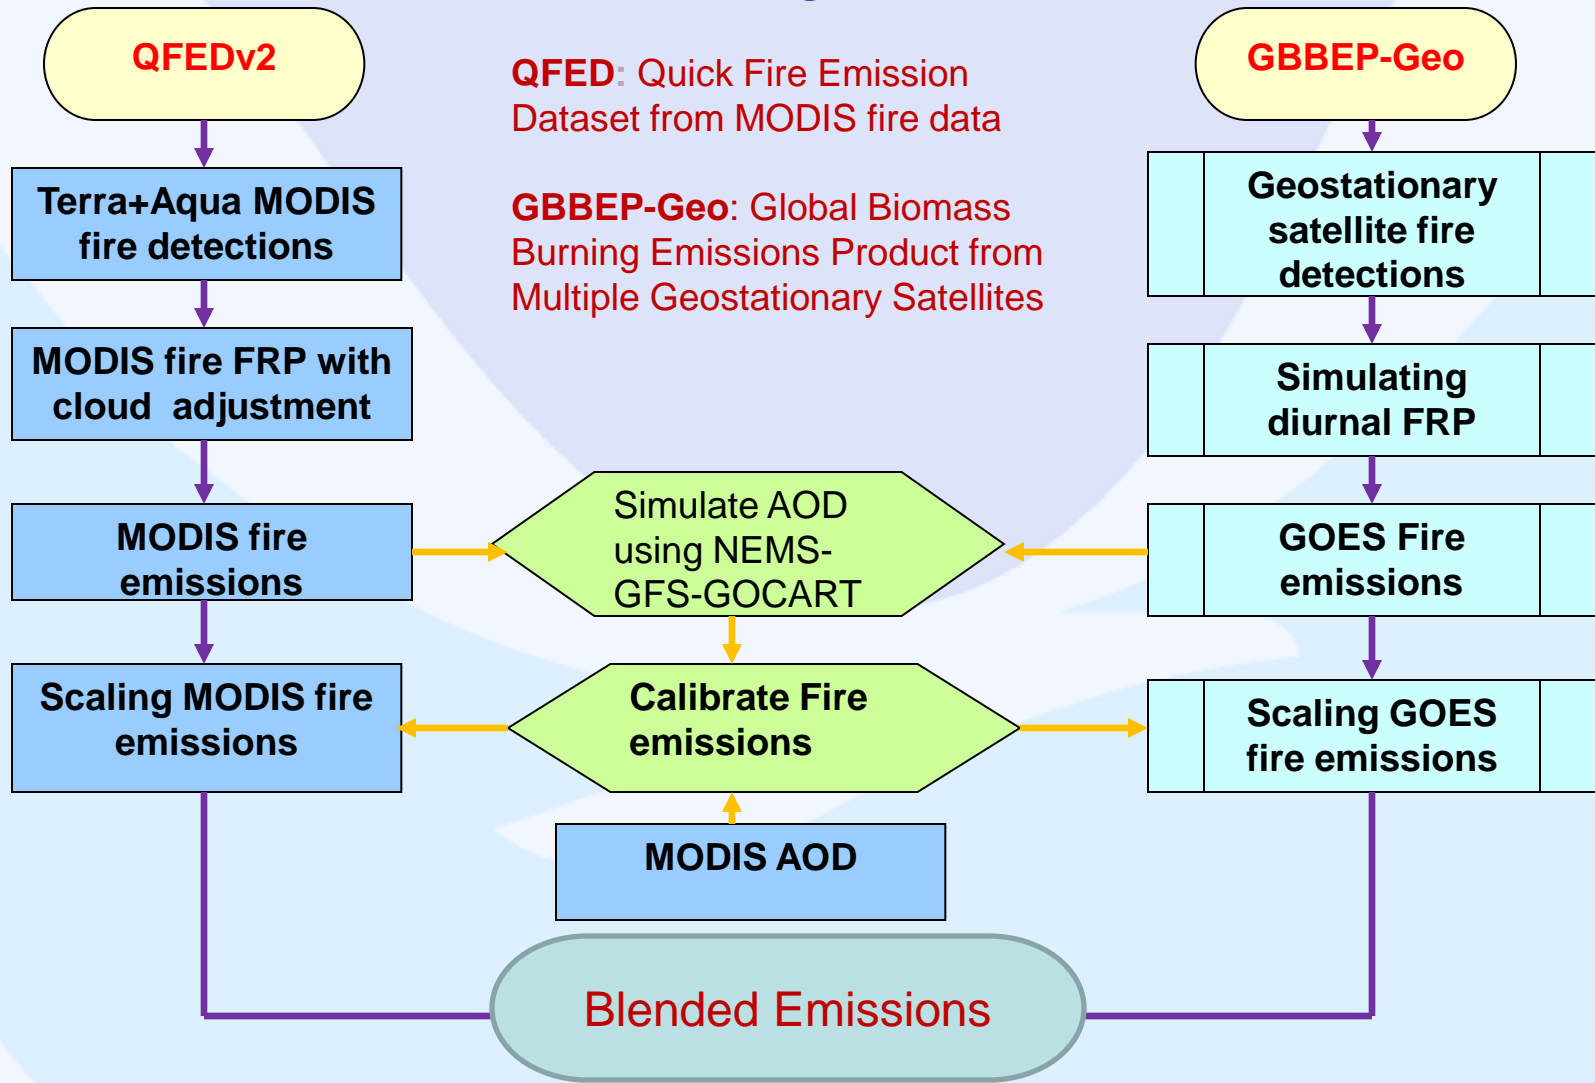 QFEDv2
QFED: Quick Fire Emission
Dataset from MODIS fire data
GBBEP-Geo: Global Biomass
Burning Emissions Product from
Multiple Geostationary Satellites
GBBEP-Geo
Terra+Aqua MODIS
fire detections
MODIS fire FRP with
cloud adjustment
MODIS fire
emissions
Scaling MODIS fire
emissions
Simulate AOD
using NEMS-
GFS-GOCART
Calibrate Fire
emissions
MODIS AOD
Geostationary
satellite fire
detections
Simulating
diurnal FRP
GOES Fire
emissions
Scaling GOES
fire emissions
Blended Emissions